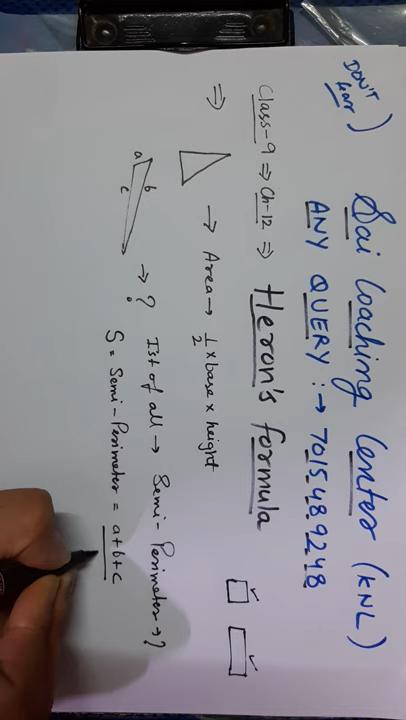 DON'T fear)
Sai Coaching Center (KNL)
ANY QUERY :→ 7015489248
Class-9 ⇒ Ch-12 ⇒ Heron's formula
⇒ → Area → 1/2 × base × height
a b c → ? Ist of all → Semi-Perimeter → ?
S = Semi-Perimeter = a+b+c